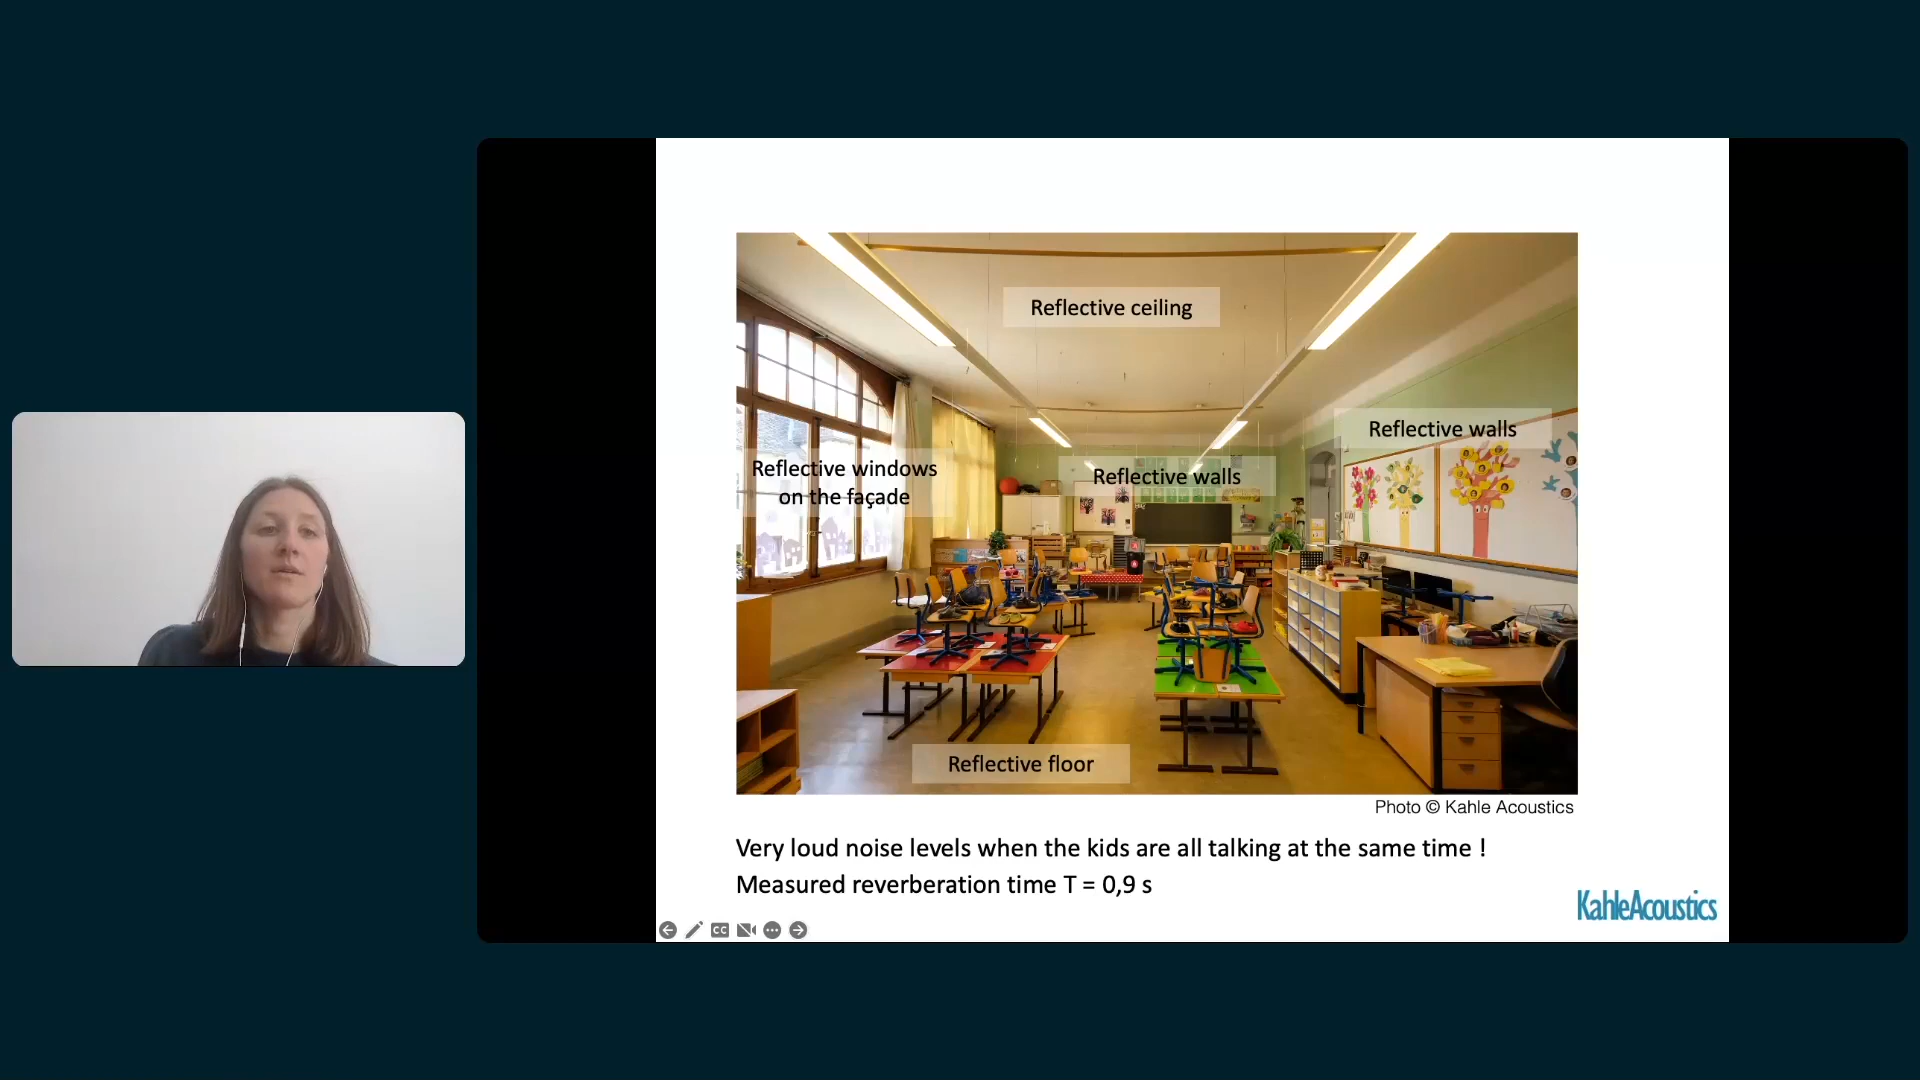 Reflective ceiling
Reflective walls
Reflective windows
on the façade
Reflective walls
Reflective floor
Photo © Kahle Acoustics
Very loud noise levels when the kids are all talking at the same time !
Measured reverberation time T = 0,9 s
KahleAcoustics
CC